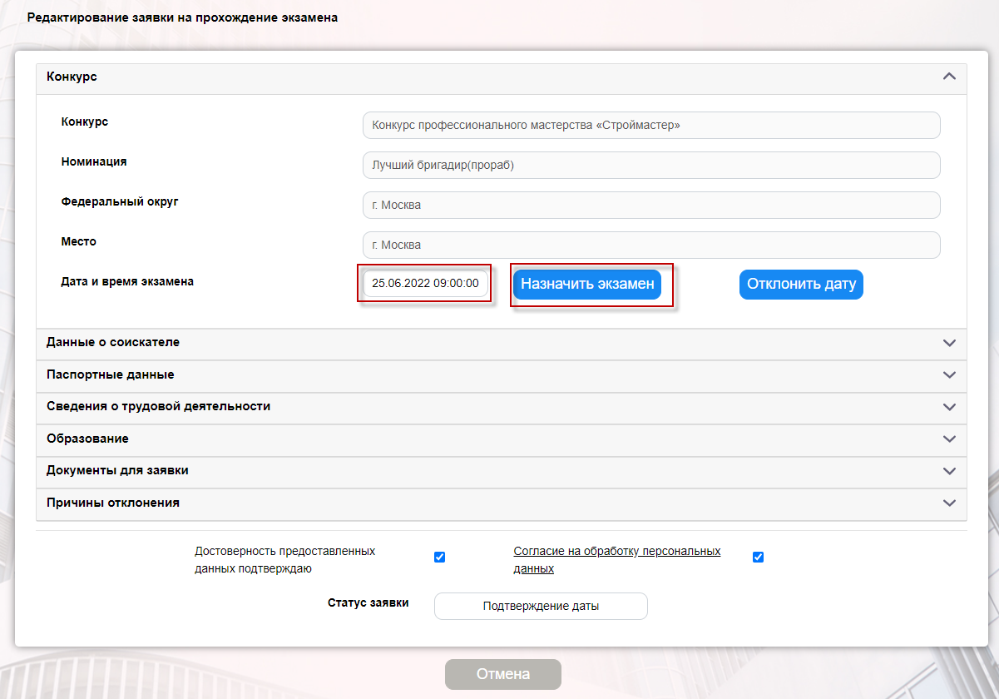 Редактирование заявки на прохождение экзамена
Конкурс
Конкурс
Конкурс профессионального мастерства «Строймастер»
Номинация
Лучший бригадир(прораб)
Федеральный округ
г. Москва
Место
г. Москва
Дата и время экзамена
25.06.2022 09:00:00
Назначить экзамен
Отклонить дату
Данные о соискателе
Паспортные данные
Сведения о трудовой деятельности
Образование
Документы для заявки
Причины отклонения
Достоверность предоставленных
данных подтверждаю
Согласие на обработку персональных
данных
Статус заявки
Подтверждение даты
Отмена